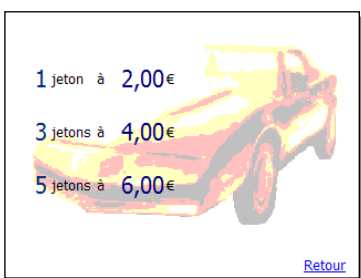 1 jeton à 2,00€
3 jetons à 4,00€
5 jetons à 6,00€
Retour